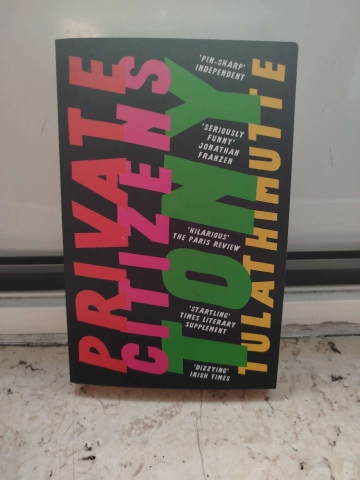 PRIVATE
CITIZENS
TONY
TULATHIMUTTE
'PIN-SHARP'
INDEPENDENT
'SERIOUSLY
FUNNY'
JONATHAN
FRANZEN
'HILARIOUS'
THE PARIS REVIEW
'STARTLING'
TIMES LITERARY
SUPPLEMENT
'DIZZYING'
IRISH TIMES